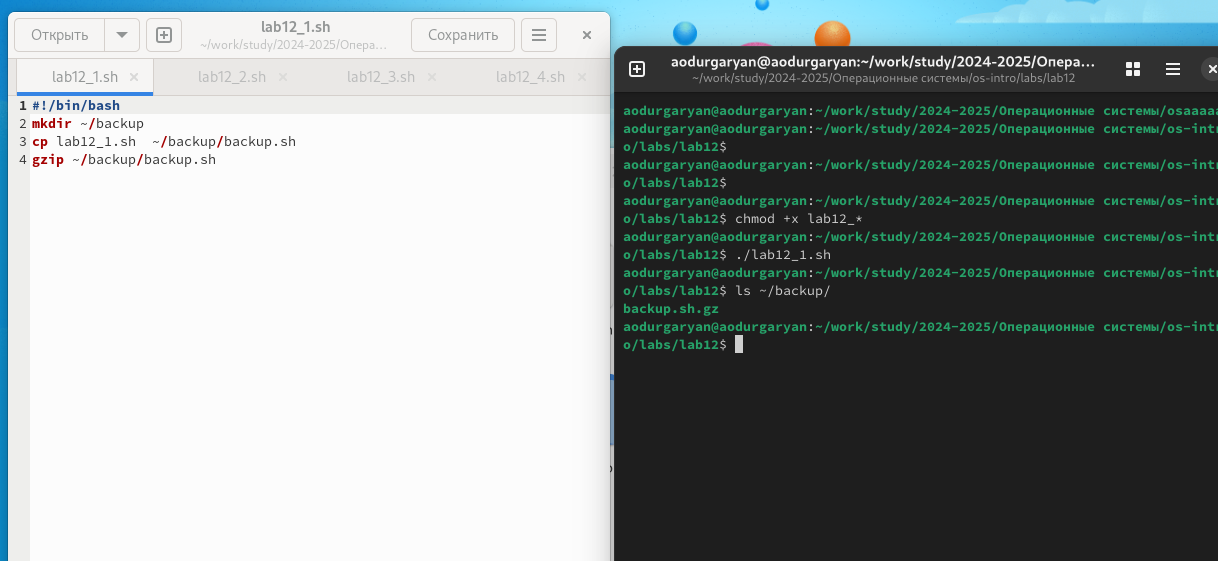 Открыть
lab12_1.sh
~/work/study/2024-2025/Опера…
Сохранить
lab12_1.sh
lab12_2.sh
lab12_3.sh
lab12_4.sh
1 #!/bin/bash
2 mkdir ~/backup
3 cp lab12_1.sh  ~/backup/backup.sh
4 gzip ~/backup/backup.sh
aodurgaryan@aodurgaryan:~/work/study/2024-2025/Опера…
~/work/study/2024-2025/Операционные системы/os-intro/labs/lab12
aodurgaryan@aodurgaryan:~/work/study/2024-2025/Операционные системы/osaaaaa
aodurgaryan@aodurgaryan:~/work/study/2024-2025/Операционные системы/os-intr
o/labs/lab12$
aodurgaryan@aodurgaryan:~/work/study/2024-2025/Операционные системы/os-intr
o/labs/lab12$
aodurgaryan@aodurgaryan:~/work/study/2024-2025/Операционные системы/os-intr
o/labs/lab12$ chmod +x lab12_*
aodurgaryan@aodurgaryan:~/work/study/2024-2025/Операционные системы/os-intr
o/labs/lab12$ ./lab12_1.sh
aodurgaryan@aodurgaryan:~/work/study/2024-2025/Операционные системы/os-intr
o/labs/lab12$ ls ~/backup/
backup.sh.gz
aodurgaryan@aodurgaryan:~/work/study/2024-2025/Операционные системы/os-intr
o/labs/lab12$